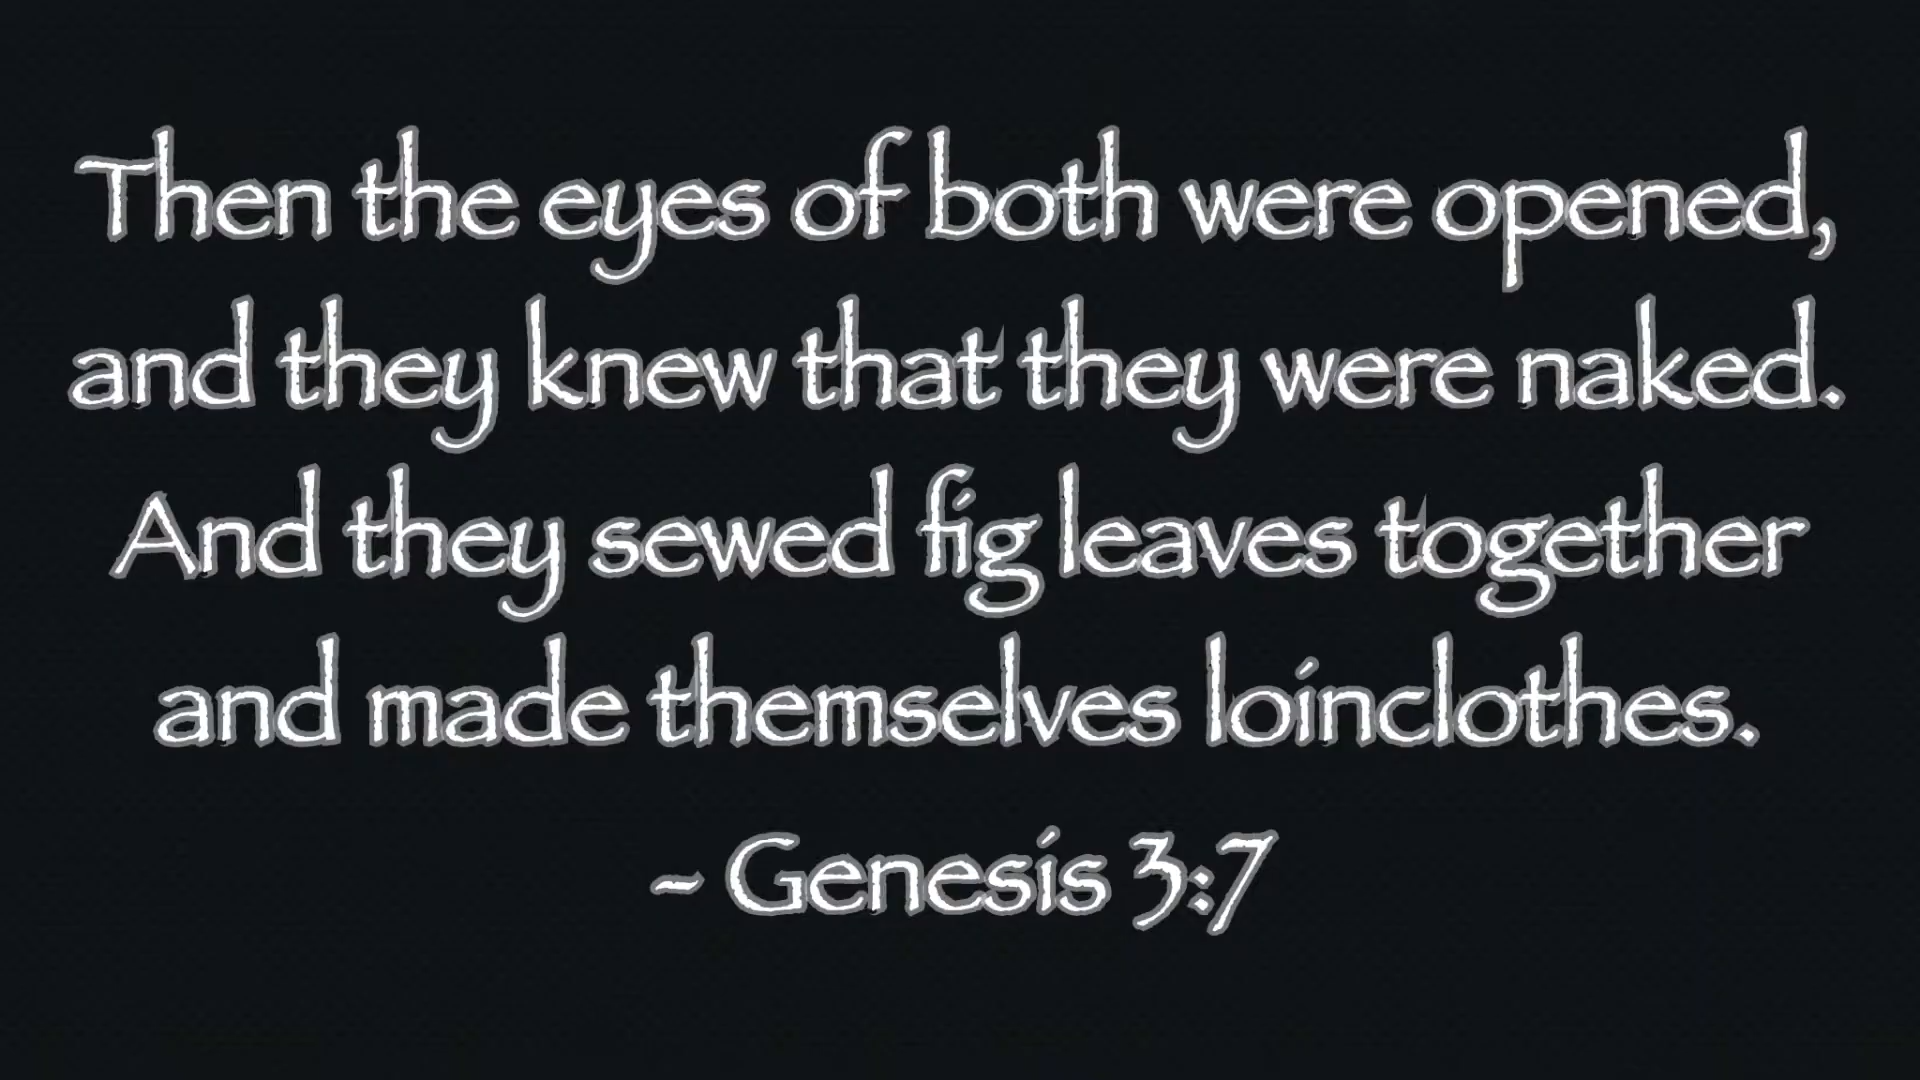 Then the eyes of both were opened,
and they knew that they were naked.
And they sewed fig leaves together
and made themselves loinclothes.
- Genesis 3:7